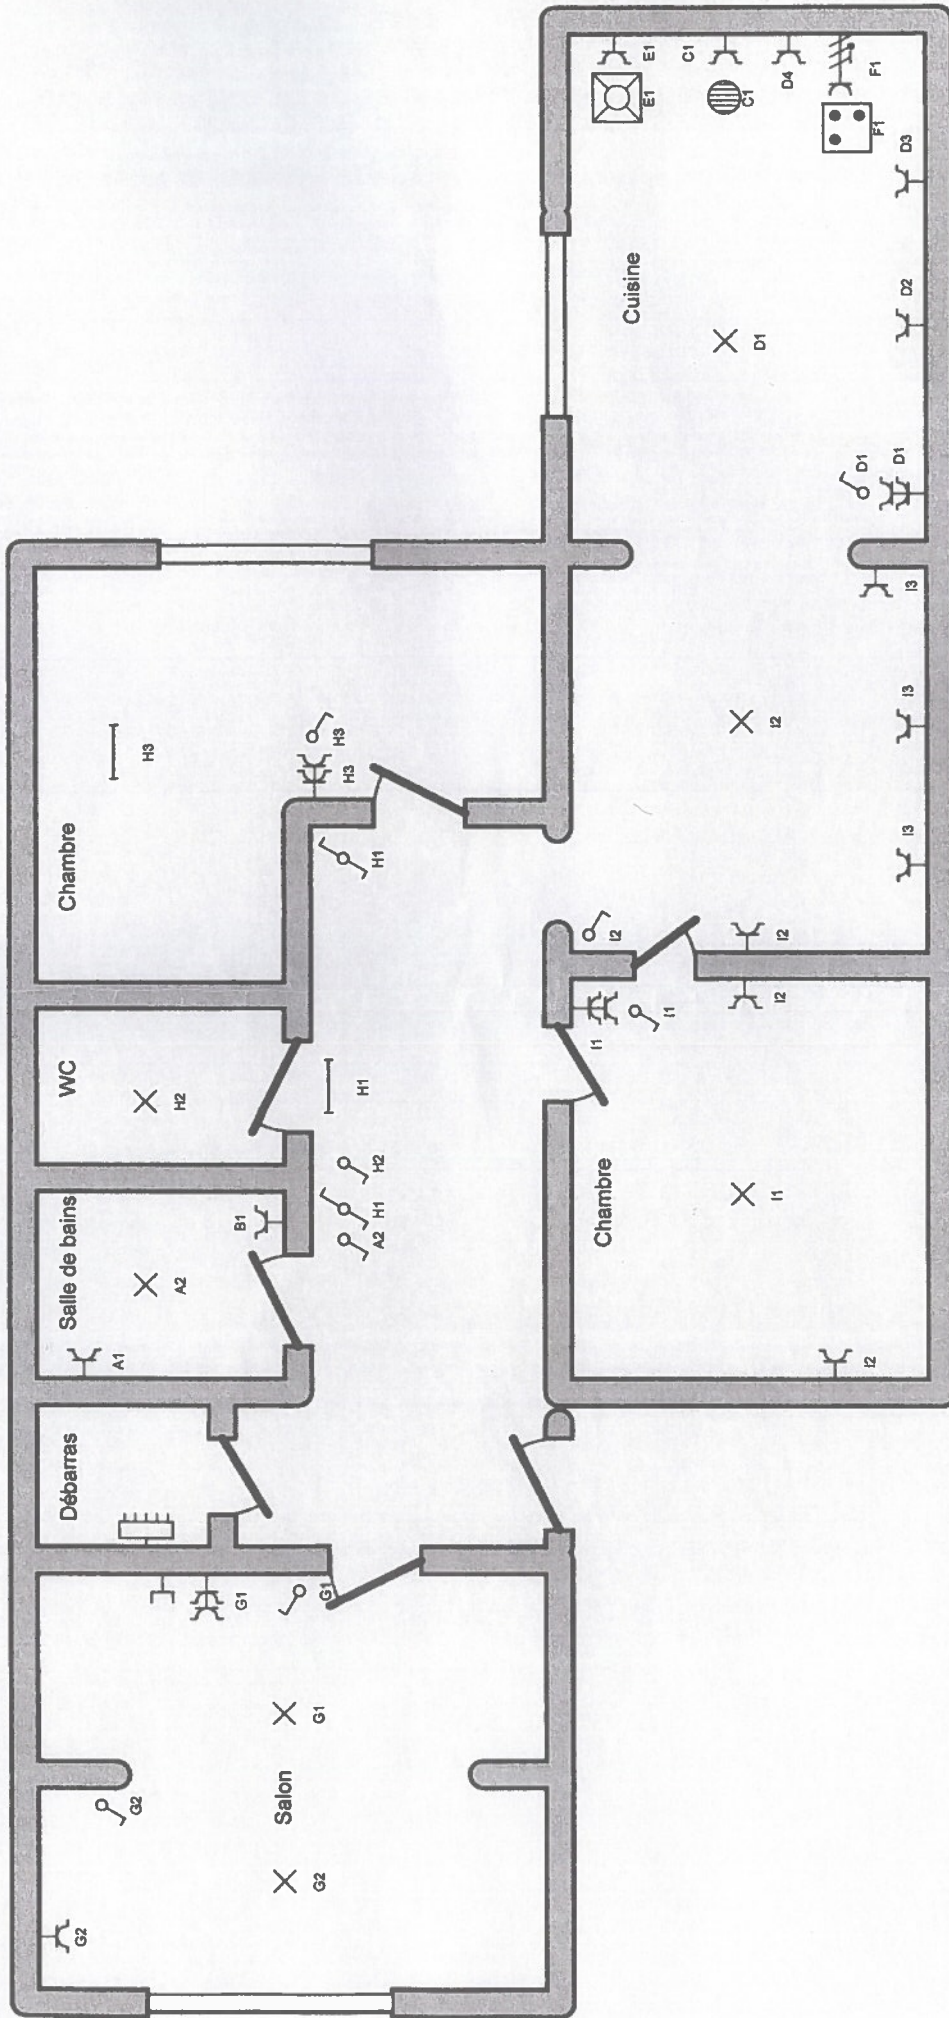 Débarras
Salle de bains
WC
Chambre
G2
A1
G2
H3
A2
H2
G1
B1
Salon
G2
G1
G1
H3
H3
A2
H1
H2
H1
H1
Chambre
I1
I2
Cuisine
E1
E1
I1
C1
C1
D1
I1
I2
I2
I2
D4
I2
D1
F1
F1
I3
I3
I3
D1
D2
D3